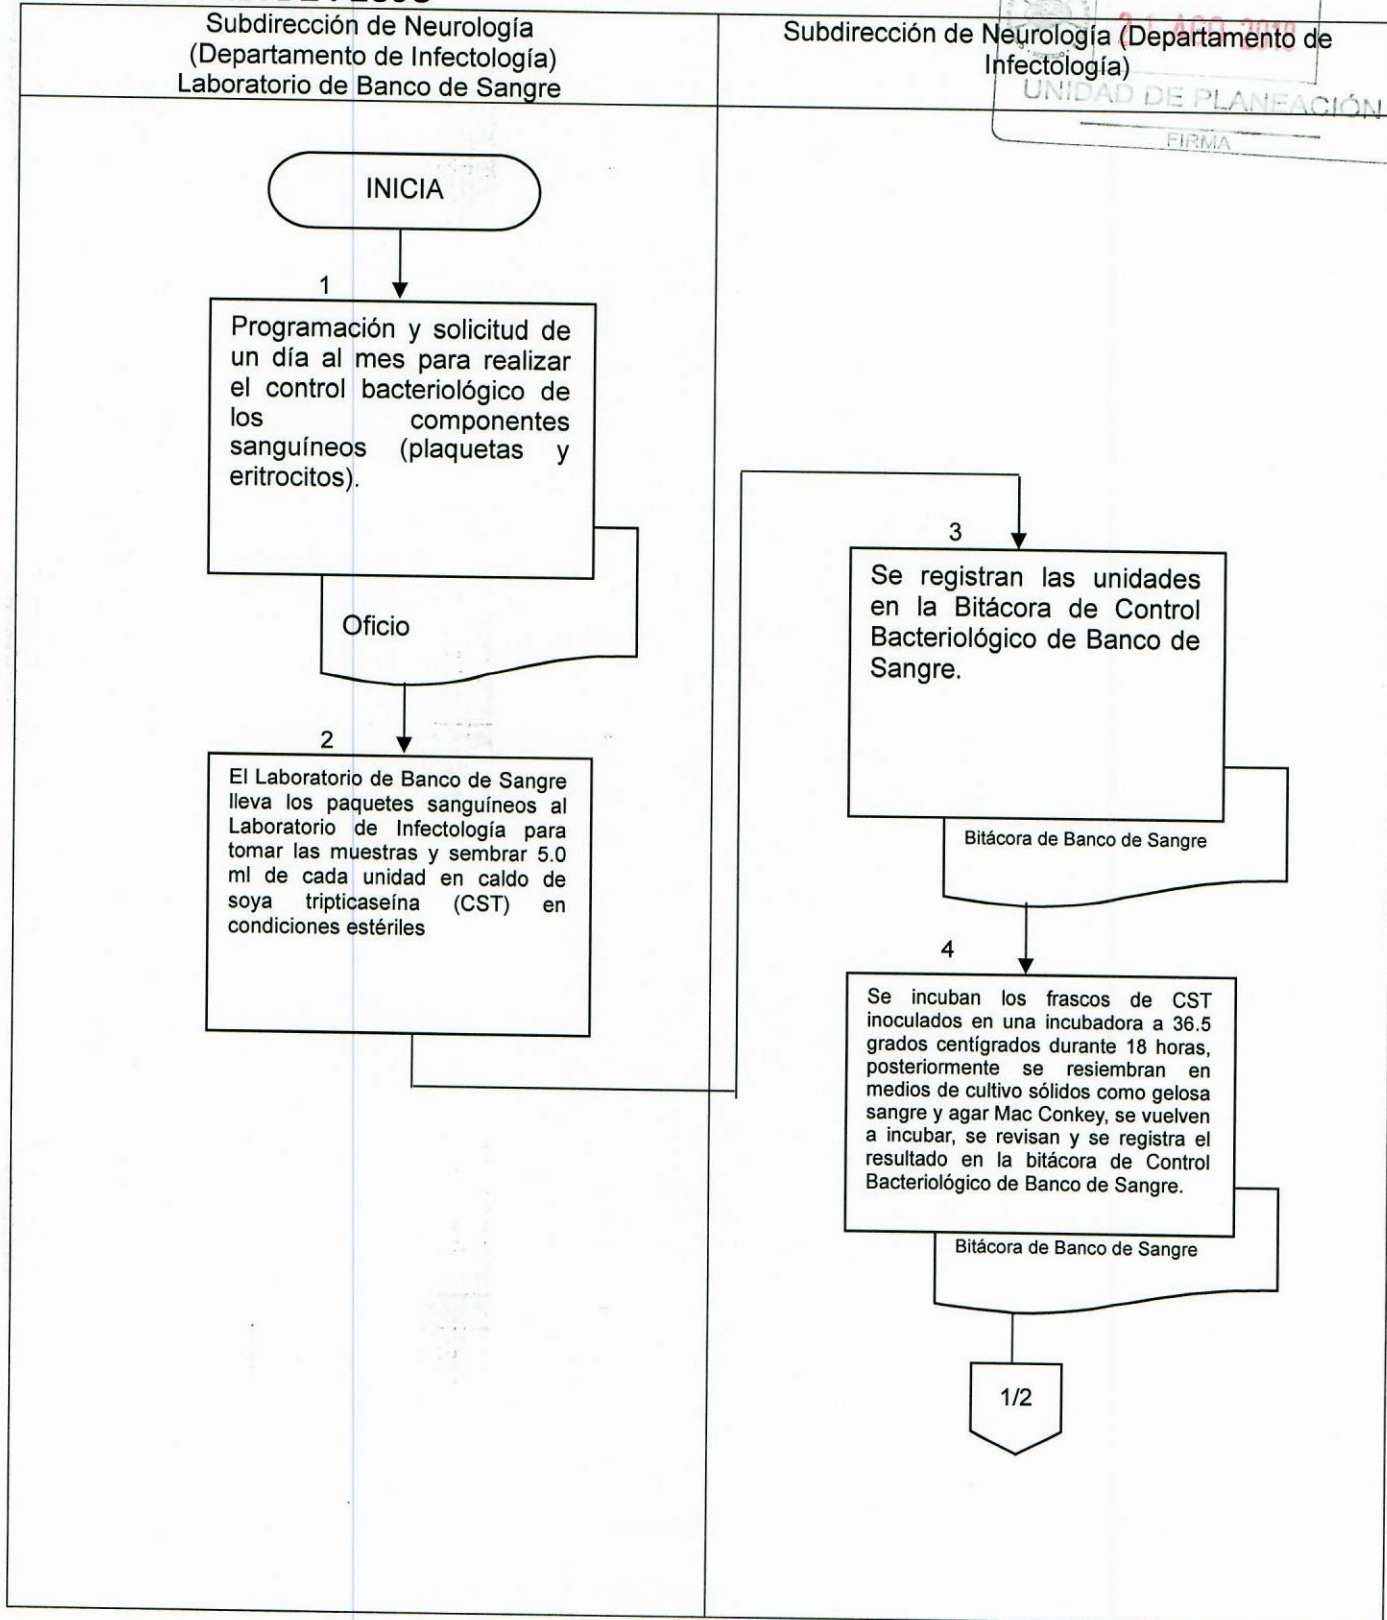 Subdirección de Neurología
(Departamento de Infectología)
Laboratorio de Banco de Sangre
Subdirección de Neurología (Departamento de
Infectología)
21 AGO 2018
UNIDAD DE PLANEACIÓN
FIRMA
INICIA
1
Programación y solicitud de
un día al mes para realizar
el control bacteriológico de
los componentes
sanguíneos (plaquetas y
eritrocitos).
Oficio
2
El Laboratorio de Banco de Sangre
lleva los paquetes sanguíneos al
Laboratorio de Infectología para
tomar las muestras y sembrar 5.0
ml de cada unidad en caldo de
soya tripticaseína (CST) en
condiciones estériles
3
Se registran las unidades
en la Bitácora de Control
Bacteriológico de Banco de
Sangre.
Bitácora de Banco de Sangre
4
Se incuban los frascos de CST
inoculados en una incubadora a 36.5
grados centígrados durante 18 horas,
posteriormente se resiembran en
medios de cultivo sólidos como gelosa
sangre y agar Mac Conkey, se vuelven
a incubar, se revisan y se registra el
resultado en la bitácora de Control
Bacteriológico de Banco de Sangre.
Bitácora de Banco de Sangre
1/2